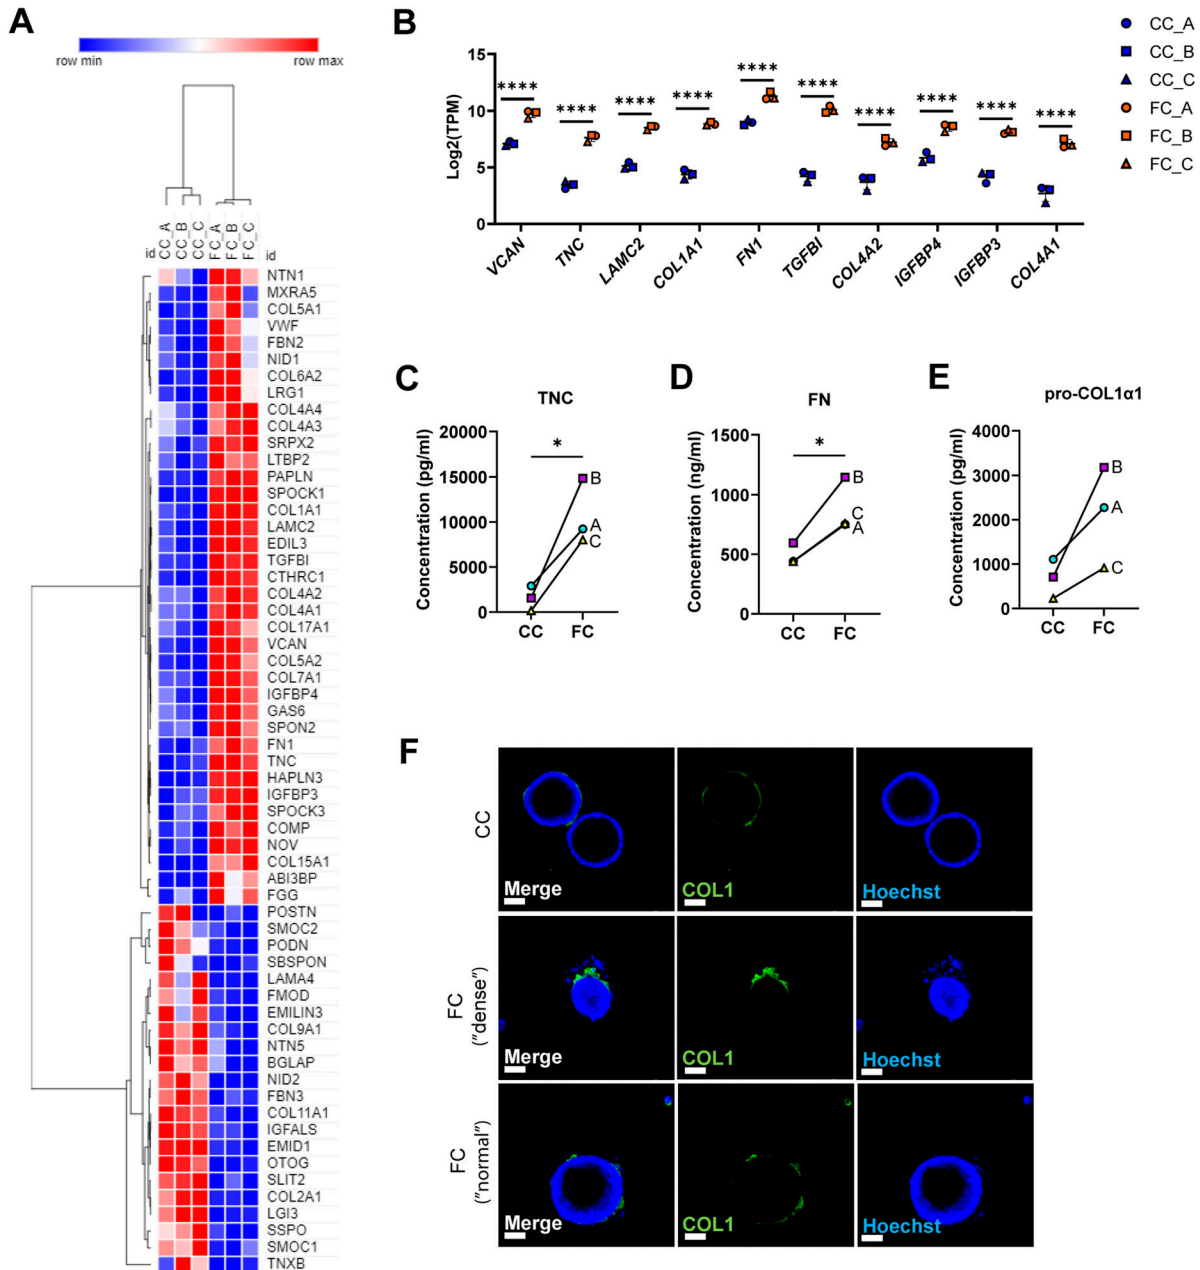 A
row min
row max
CC_A
CC_B
CC_C
FC_A
FC_B
FC_C
id
id
NTN1
MXRA5
COL5A1
VWF
FBN2
NID1
COL6A2
LRG1
COL4A4
COL4A3
SRPX2
LTBP2
PAPLN
SPOCK1
COL1A1
LAMC2
EDIL3
TGFBI
CTHRC1
COL4A2
COL4A1
COL17A1
VCAN
COL5A2
COL7A1
IGFBP4
GAS6
SPON2
FN1
TNC
HAPLN3
IGFBP3
SPOCK3
COMP
NOV
COL15A1
ABI3BP
FGG
POSTN
SMOC2
PODN
SBSPON
LAMA4
FMOD
EMILIN3
COL9A1
NTN5
BGLAP
NID2
FBN3
COL11A1
IGFALS
EMID1
OTOG
SLIT2
COL2A1
LGI3
SSPO
SMOC1
TNXB
B
Log2(TPM)
15
10
5
0
**** **** **** **** **** **** **** **** **** ****
VCAN
TNC
LAMC2
COL1A1
FN1
TGFBI
COL4A2
IGFBP4
IGFBP3
COL4A1
CC_A
CC_B
CC_C
FC_A
FC_B
FC_C
C
TNC
Concentration (pg/ml)
20000
15000
10000
5000
0
*
B
A
C
CC FC
D
FN
Concentration (ng/ml)
1500
1000
500
0
*
B
C
A
CC FC
E
pro-COL1α1
Concentration (pg/ml)
4000
3000
2000
1000
0
B
A
C
CC FC
F
CC
Merge
COL1
Hoechst
FC
("dense")
Merge
COL1
Hoechst
FC
("normal")
Merge
COL1
Hoechst